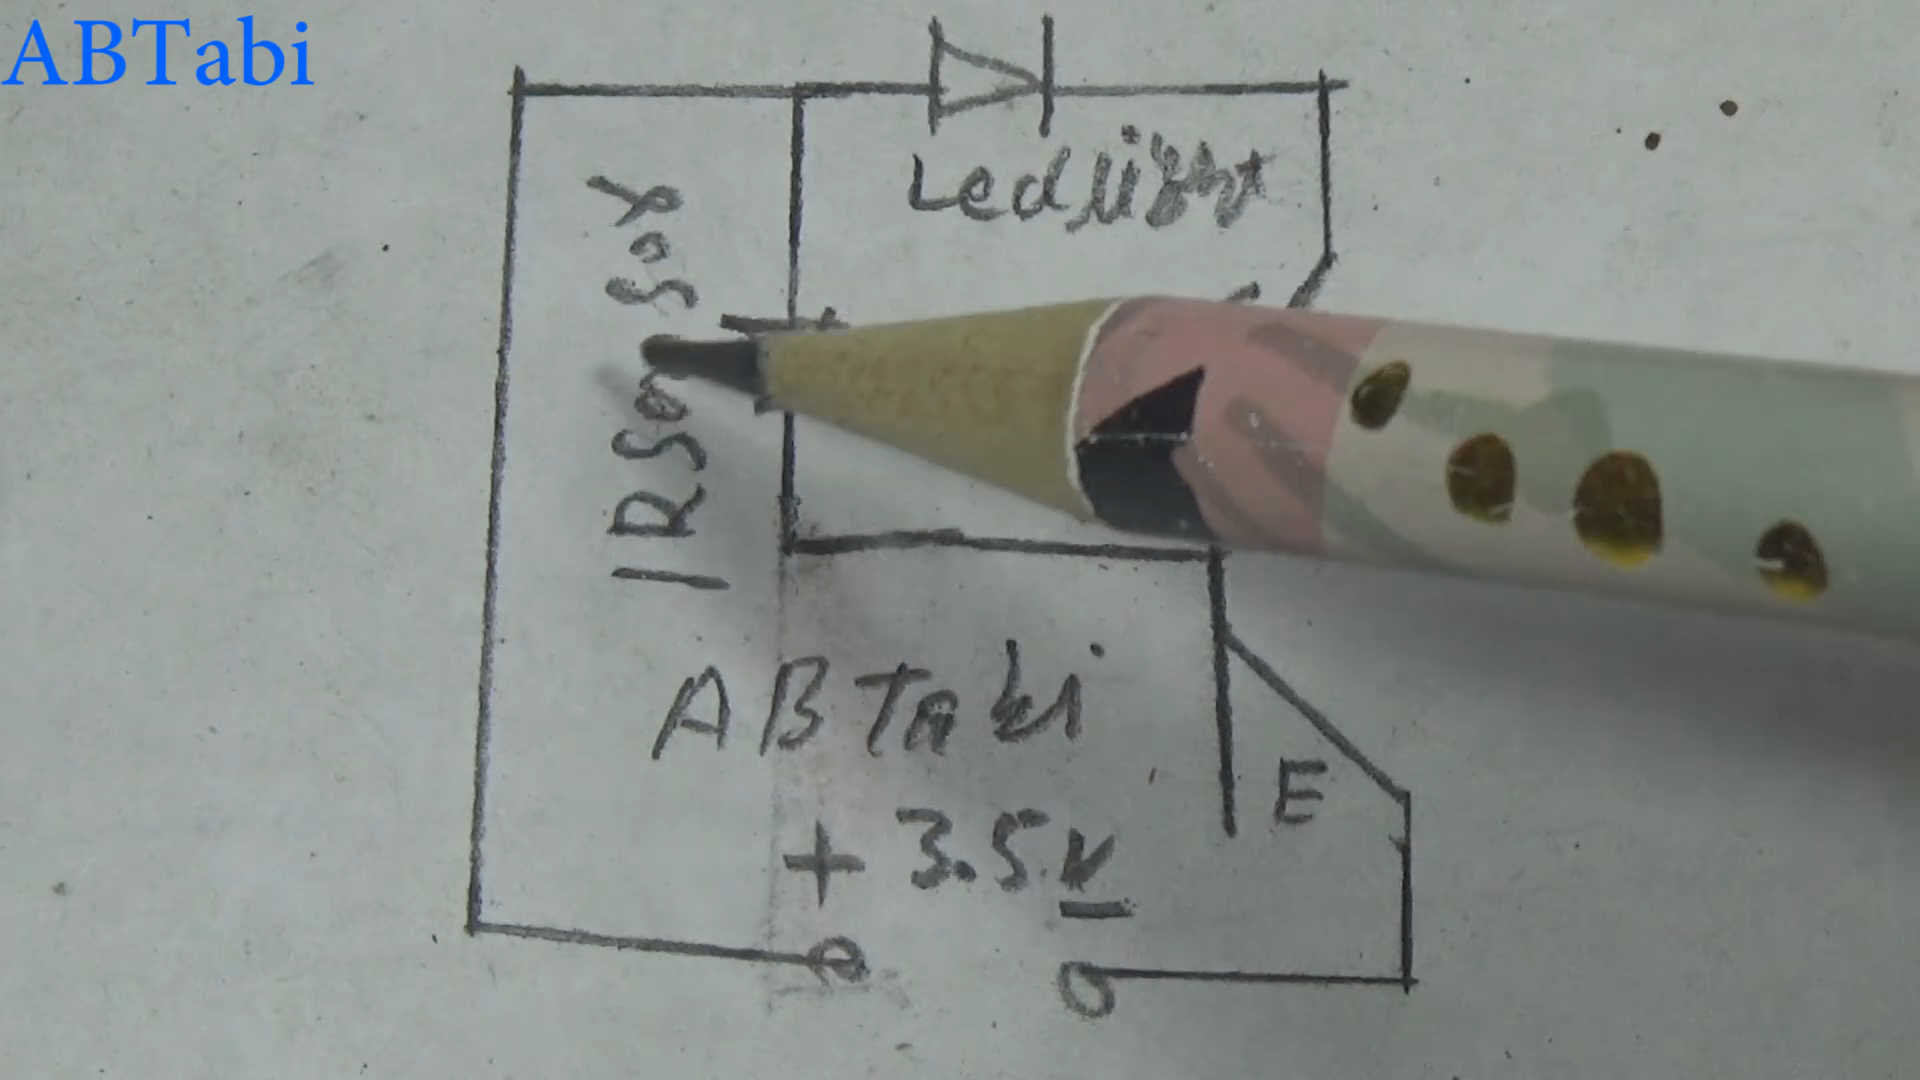 ABTabi
Led light
IR Sensor
ABTabi
E
+ 3.5v
-